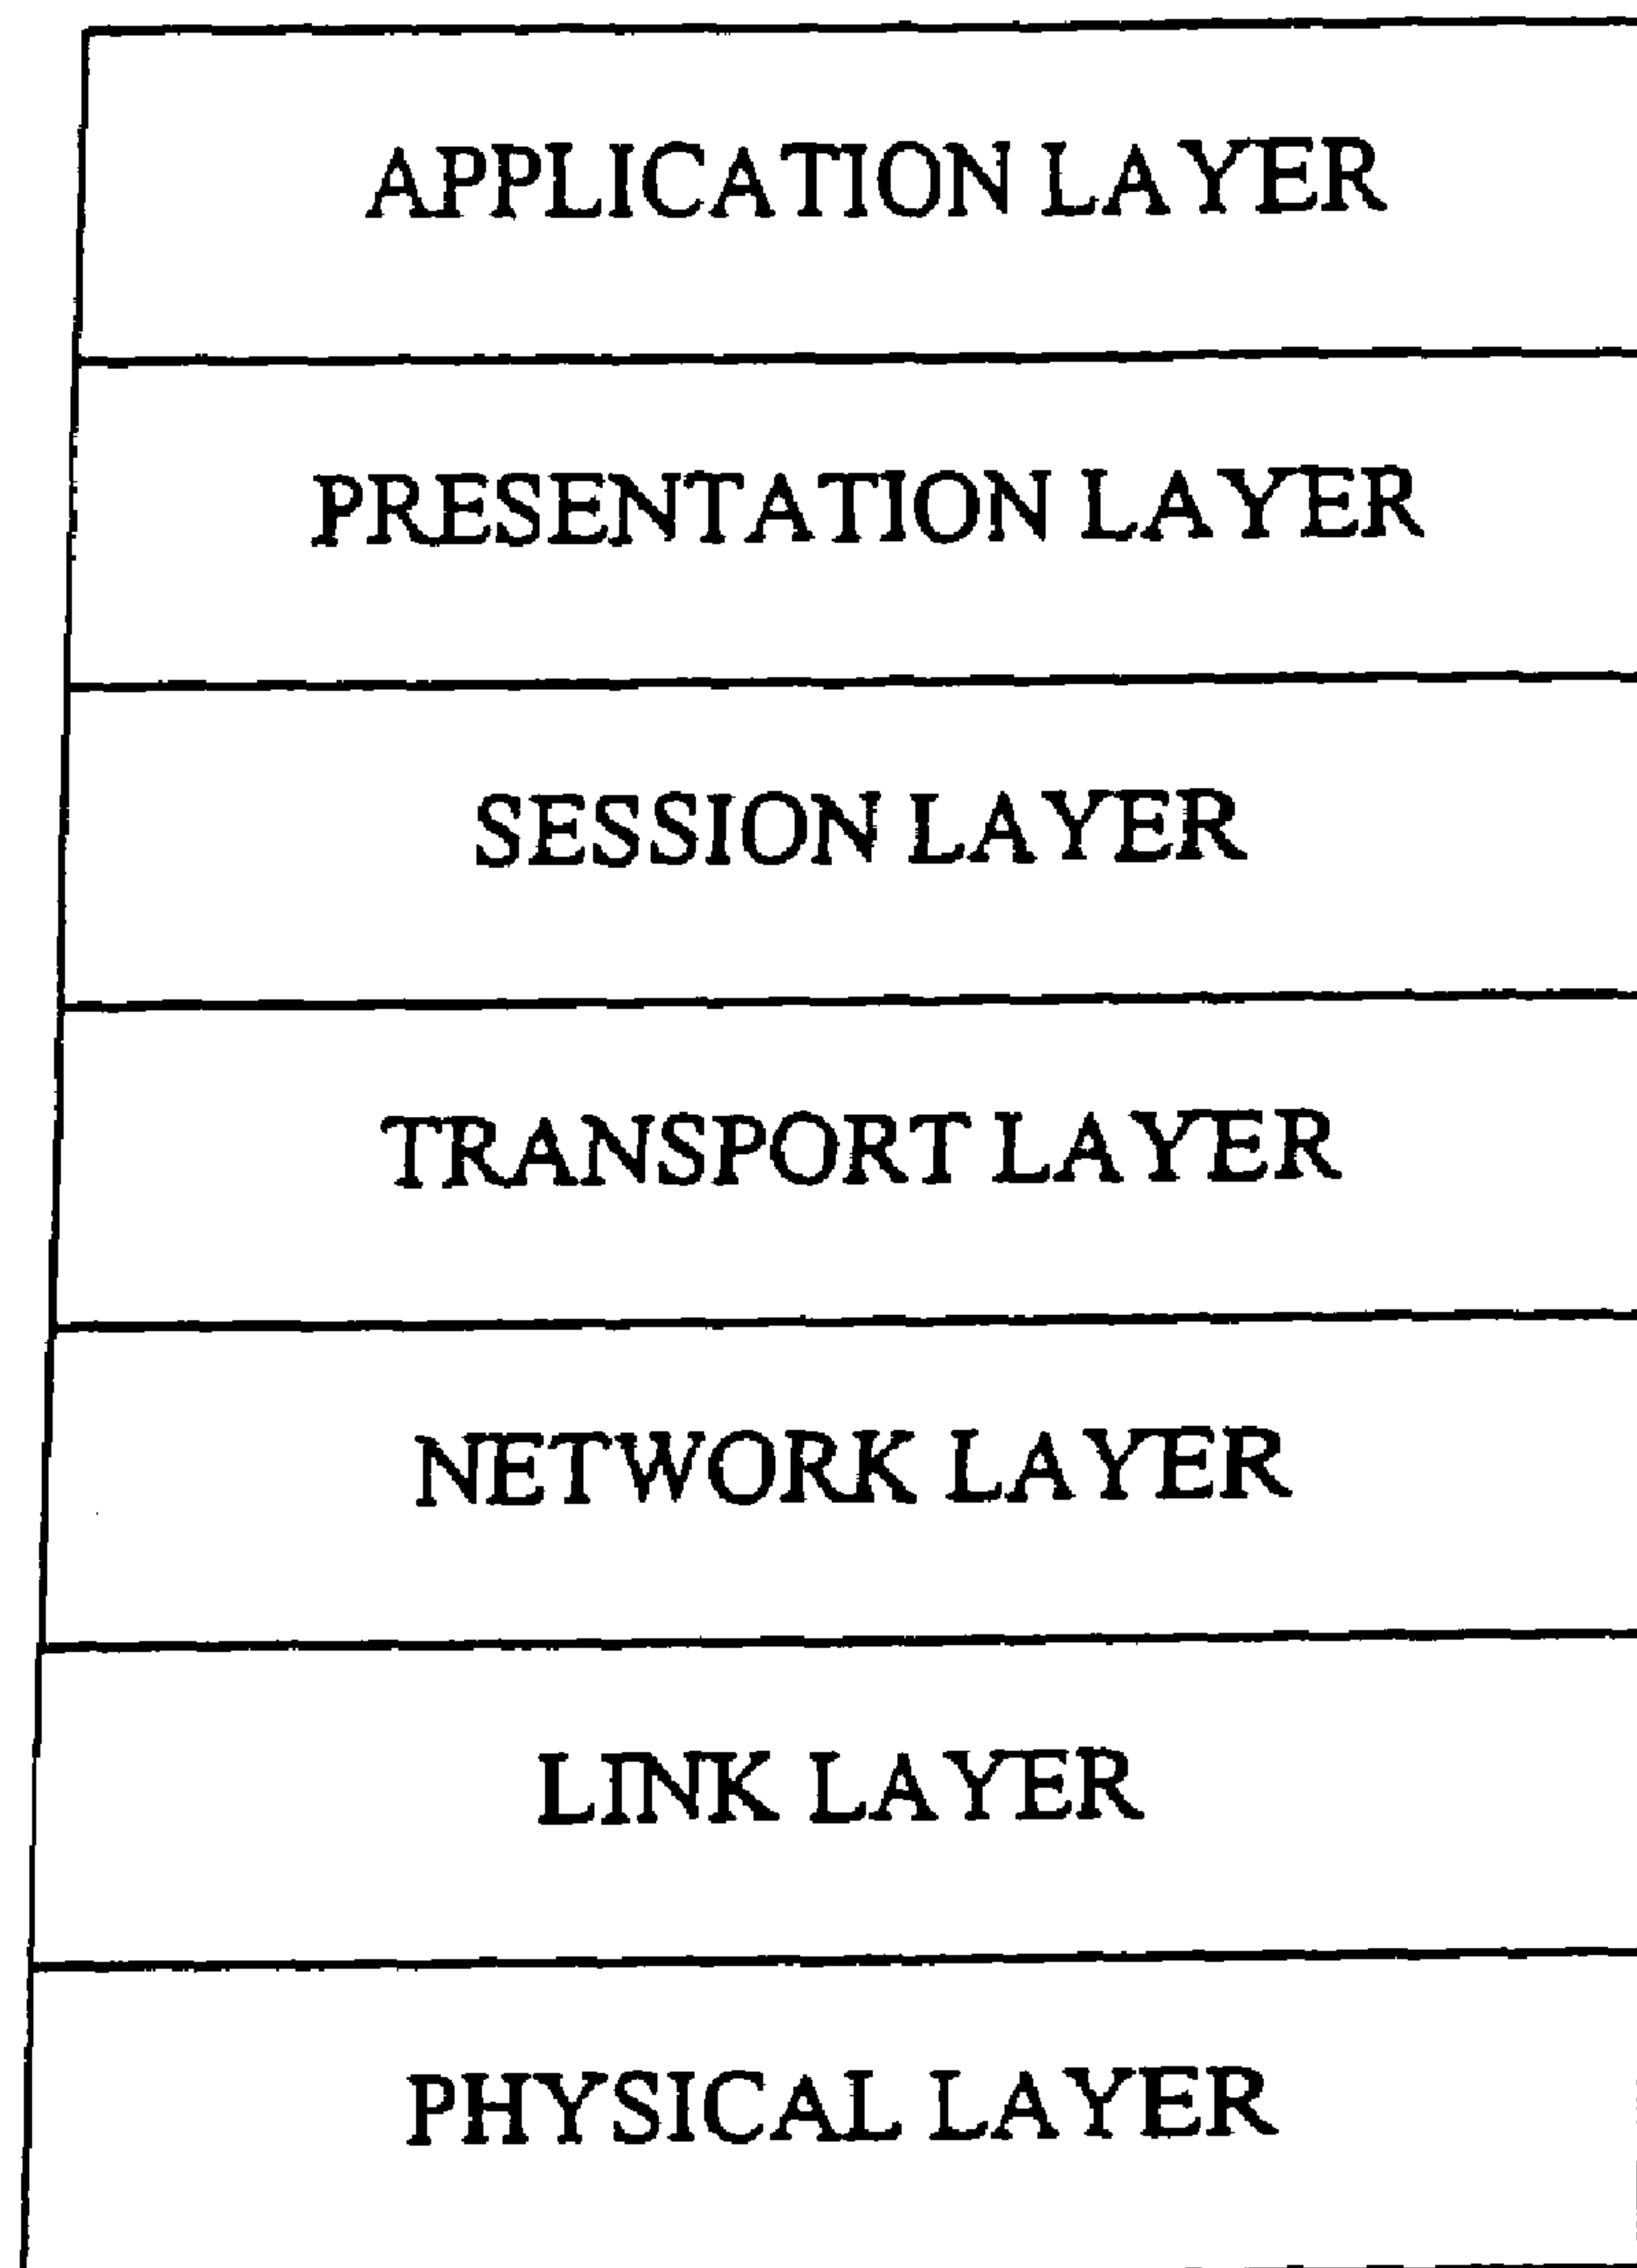 APPLICATION LAYER
PRESENTATION LAYER
SESSION LAYER
TRANSPORT LAYER
NETWORK LAYER
LINK LAYER
PHYSICAL LAYER